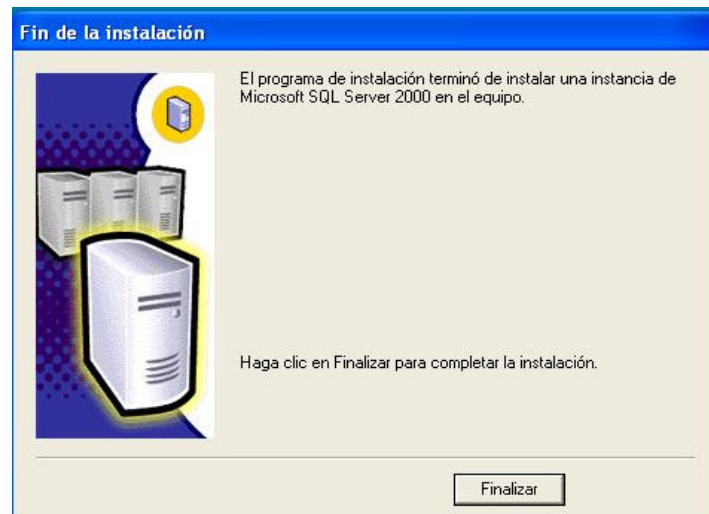 Fin de la instalación
El programa de instalación terminó de instalar una instancia de
Microsoft SQL Server 2000 en el equipo.
Haga clic en Finalizar para completar la instalación.
Finalizar